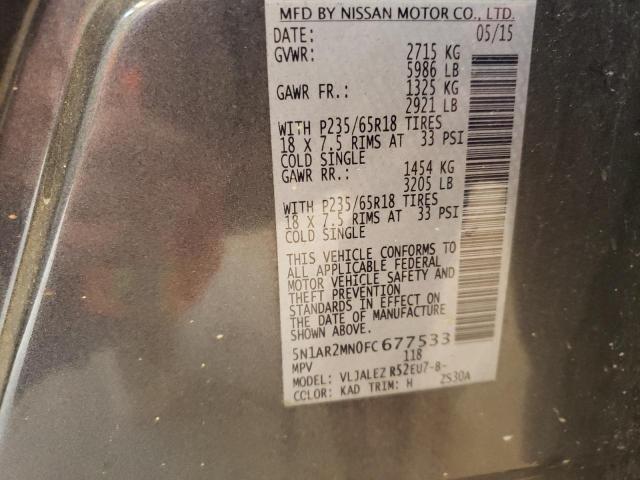 MFD BY NISSAN MOTOR CO., LTD.
DATE: 05/15
GVWR: 2715 KG
5986 LB
GAWR FR.: 1325 KG
2921 LB
WITH P235/65R18 TIRES
18 X 7.5 RIMS AT 33 PSI
COLD SINGLE
GAWR RR.: 1454 KG
3205 LB
WITH P235/65R18 TIRES
18 X 7.5 RIMS AT 33 PSI
COLD SINGLE
THIS VEHICLE CONFORMS TO
ALL APPLICABLE FEDERAL
MOTOR VEHICLE SAFETY AND
THEFT PREVENTION
STANDARDS IN EFFECT ON
THE DATE OF MANUFACTURE
SHOWN ABOVE.
5N1AR2MN0FC677533
MPV 118
MODEL: VLJALEZ R52EU7-8-
COLOR: KAD TRIM: H ZS30A